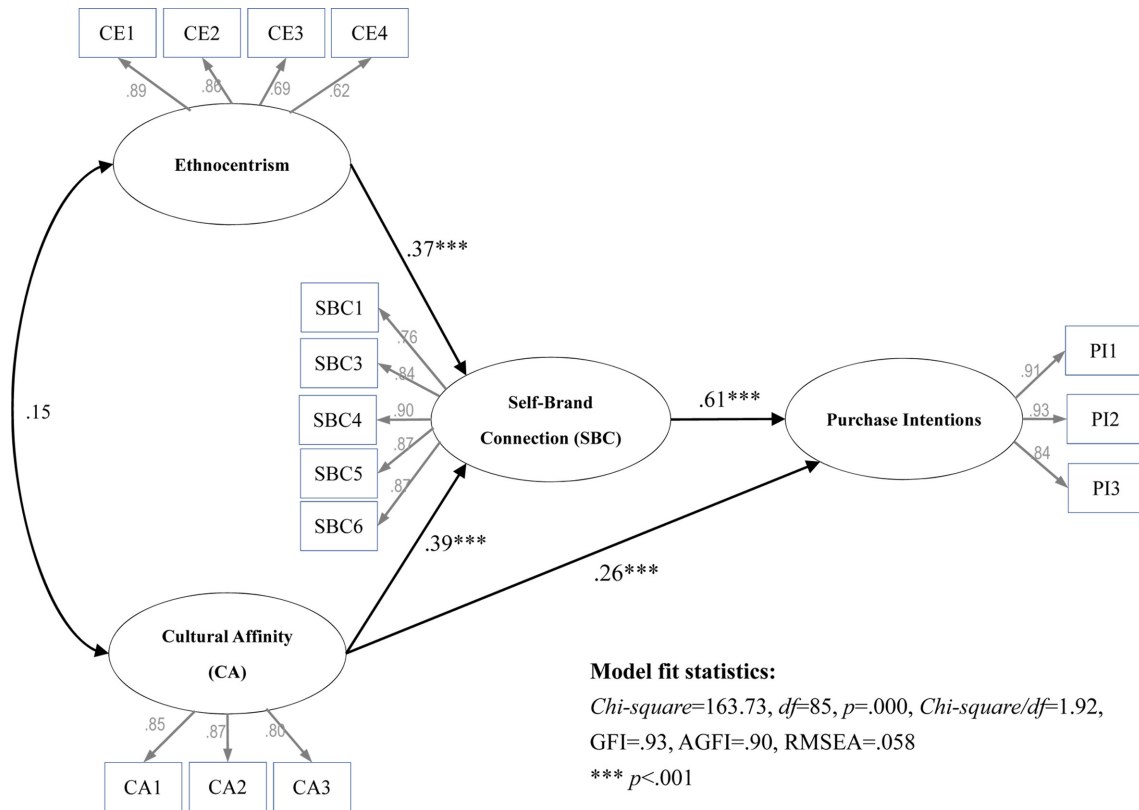 CE1
CE2
CE3
CE4
.89
.86
.69
.62
Ethnocentrism
.37***
.15
SBC1
SBC3
SBC4
SBC5
SBC6
.76
.84
.90
.87
.87
Self-Brand
Connection (SBC)
.61***
Purchase Intentions
.91
.93
.84
PI1
PI2
PI3
.39***
.26***
Cultural Affinity
(CA)
.85
.87
.80
CA1
CA2
CA3
Model fit statistics:
Chi-square=163.73, df=85, p=.000, Chi-square/df=1.92,
GFI=.93, AGFI=.90, RMSEA=.058
*** p<.001